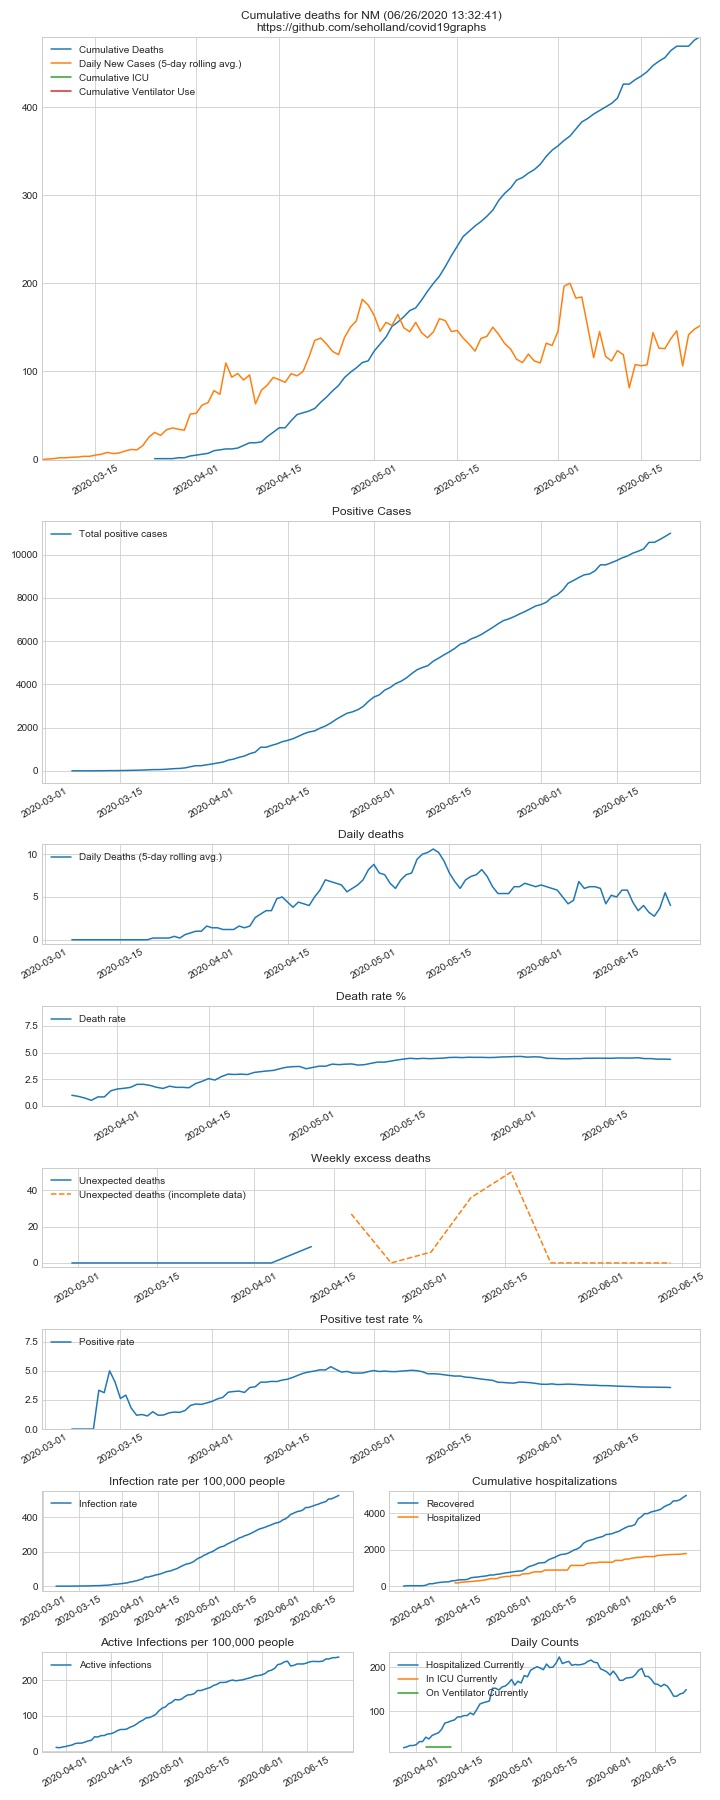 Cumulative deaths for NM (06/26/2020 13:32:41)
https://github.com/seholland/covid19graphs
Cumulative Deaths
Daily New Cases (5-day rolling avg.)
Cumulative ICU
Cumulative Ventilator Use
400
300
200
100
0
2020-03-15 2020-04-01 2020-04-15 2020-05-01 2020-05-15 2020-06-01 2020-06-15
Positive Cases
Total positive cases
10000
8000
6000
4000
2000
0
2020-03-01 2020-03-15 2020-04-01 2020-04-15 2020-05-01 2020-05-15 2020-06-01 2020-06-15
Daily deaths
Daily Deaths (5-day rolling avg.)
10
5
0
2020-03-01 2020-03-15 2020-04-01 2020-04-15 2020-05-01 2020-05-15 2020-06-01 2020-06-15
Death rate %
Death rate
7.5
5.0
2.5
0.0
2020-04-01 2020-04-15 2020-05-01 2020-05-15 2020-06-01 2020-06-15
Weekly excess deaths
Unexpected deaths
Unexpected deaths (incomplete data)
40
20
0
2020-03-01 2020-03-15 2020-04-01 2020-04-15 2020-05-01 2020-05-15 2020-06-01 2020-06-15
Positive test rate %
Positive rate
7.5
5.0
2.5
0.0
2020-03-01 2020-03-15 2020-04-01 2020-04-15 2020-05-01 2020-05-15 2020-06-01 2020-06-15
Infection rate per 100,000 people
Infection rate
400
200
0
2020-03-01 2020-03-15 2020-04-01 2020-04-15 2020-05-01 2020-05-15 2020-06-01 2020-06-15
Cumulative hospitalizations
Recovered
Hospitalized
4000
2000
0
2020-04-01 2020-04-15 2020-05-01 2020-05-15 2020-06-01 2020-06-15
Active Infections per 100,000 people
Active infections
200
100
0
2020-04-01 2020-04-15 2020-05-01 2020-05-15 2020-06-01 2020-06-15
Daily Counts
Hospitalized Currently
In ICU Currently
On Ventilator Currently
200
100
2020-04-01 2020-04-15 2020-05-01 2020-05-15 2020-06-01 2020-06-15